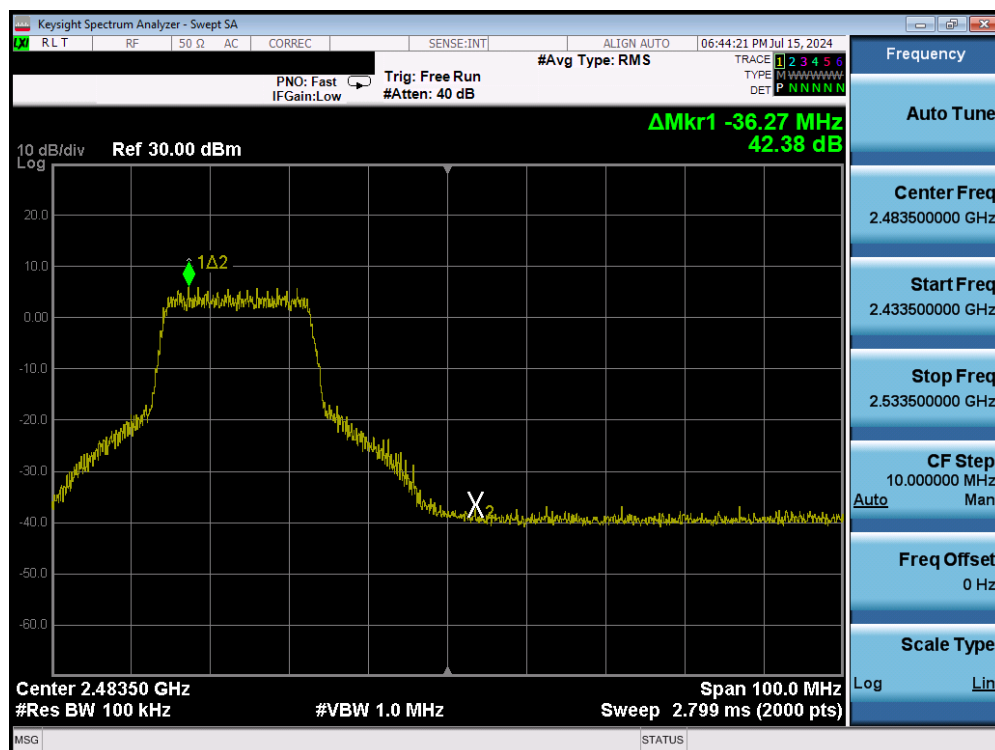 Keysight Spectrum Analyzer - Swept SA
LXI RLT RF 50 Ω AC CORREC SENSE:INT ALIGN AUTO 06:44:21 PM Jul 15, 2024
Frequency
PNO: Fast
IFGain:Low
Trig: Free Run
#Atten: 40 dB
#Avg Type: RMS
TRACE 1 2 3 4 5 6
TYPE M W W W W W
DET P N N N N N
Auto Tune
ΔMkr1 -36.27 MHz
42.38 dB
10 dB/div Ref 30.00 dBm
Log
20.0
10.0
0.00
-10.0
-20.0
-30.0
-40.0
-50.0
-60.0
1Δ2
X2
Center Freq
2.483500000 GHz
Start Freq
2.433500000 GHz
Stop Freq
2.533500000 GHz
CF Step
10.000000 MHz
Auto Man
Freq Offset
0 Hz
Scale Type
Log Lin
Center 2.48350 GHz Span 100.0 MHz
#Res BW 100 kHz #VBW 1.0 MHz Sweep 2.799 ms (2000 pts)
MSG STATUS